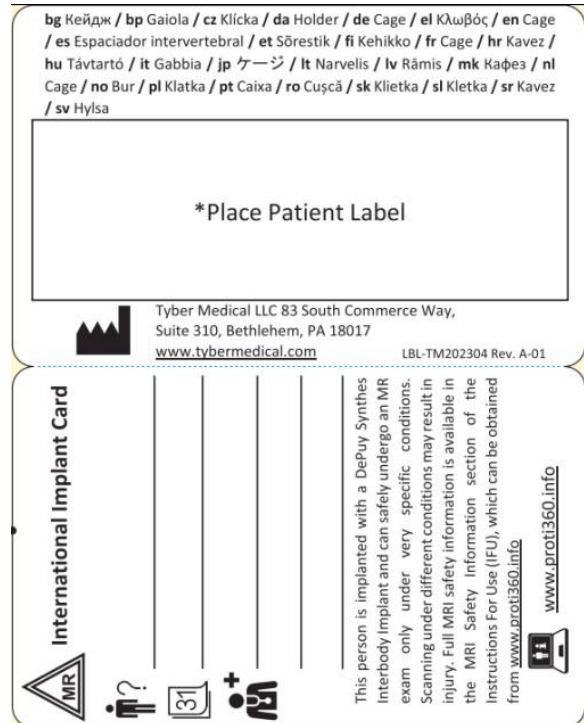 bg Кейдж / bp Gaiola / cz Klícka / da Holder / de Cage / el Κλωβός / en Cage
/ es Espaciador intervertebral / et Sõrestik / fi Kehikko / fr Cage / hr Kavez /
hu Távtartó / it Gabbia / jp ケージ / lt Narvelis / lv Rāmis / mk Кафез / nl
Cage / no Bur / pl Klatka / pt Caixa / ro Cușcă / sk Klietka / sl Kletka / sr Kavez
/ sv Hylsa
*Place Patient Label
Tyber Medical LLC 83 South Commerce Way,
Suite 310, Bethlehem, PA 18017
www.tybermedical.com
LBL-TM202304 Rev. A-01
MR
International Implant Card
?
31
This person is implanted with a DePuy Synthes
Interbody Implant and can safely undergo an MR
exam only under very specific conditions.
Scanning under different conditions may result in
injury. Full MRI safety information is available in
the MRI Safety Information section of the
Instructions For Use (IFU), which can be obtained
from www.proti360.info
www.proti360.info